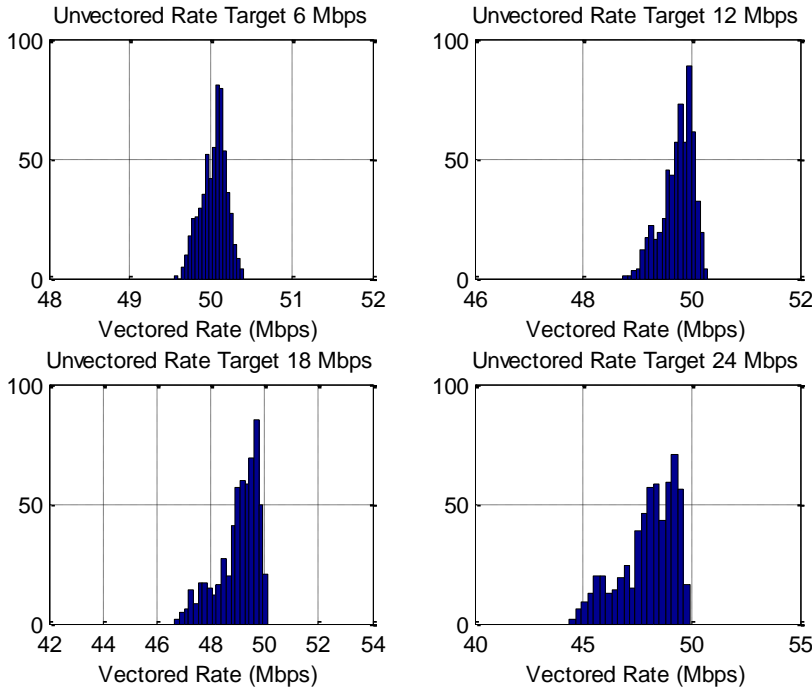 Unvectored Rate Target 6 Mbps
100
50
0
48 49 50 51 52
Vectored Rate (Mbps)
Unvectored Rate Target 12 Mbps
100
50
0
46 48 50 52
Vectored Rate (Mbps)
Unvectored Rate Target 18 Mbps
100
50
0
42 44 46 48 50 52 54
Vectored Rate (Mbps)
Unvectored Rate Target 24 Mbps
100
50
0
40 45 50 55
Vectored Rate (Mbps)